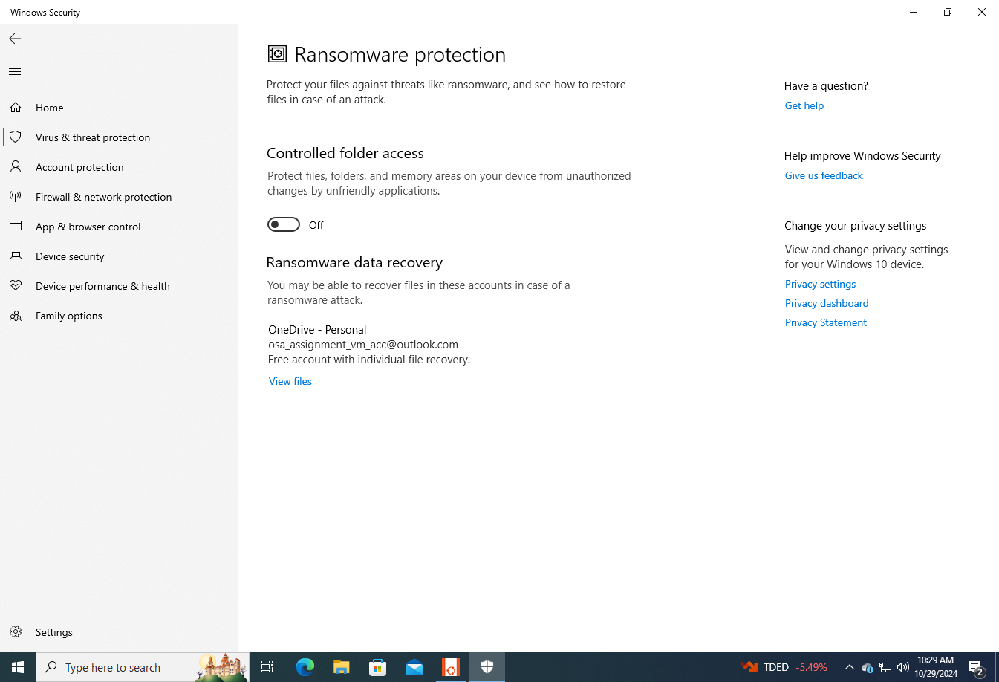 Windows Security
Home
Virus & threat protection
Account protection
Firewall & network protection
App & browser control
Device security
Device performance & health
Family options
Settings
Ransomware protection
Protect your files against threats like ransomware, and see how to restore
files in case of an attack.
Controlled folder access
Protect files, folders, and memory areas on your device from unauthorized
changes by unfriendly applications.
Off
Ransomware data recovery
You may be able to recover files in these accounts in case of a
ransomware attack.
OneDrive - Personal
osa_assignment_vm_acc@outlook.com
Free account with individual file recovery.
View files
Have a question?
Get help
Help improve Windows Security
Give us feedback
Change your privacy settings
View and change privacy settings
for your Windows 10 device.
Privacy settings
Privacy dashboard
Privacy Statement
Type here to search
TDED -5.49%
10:29 AM
10/29/2024
2